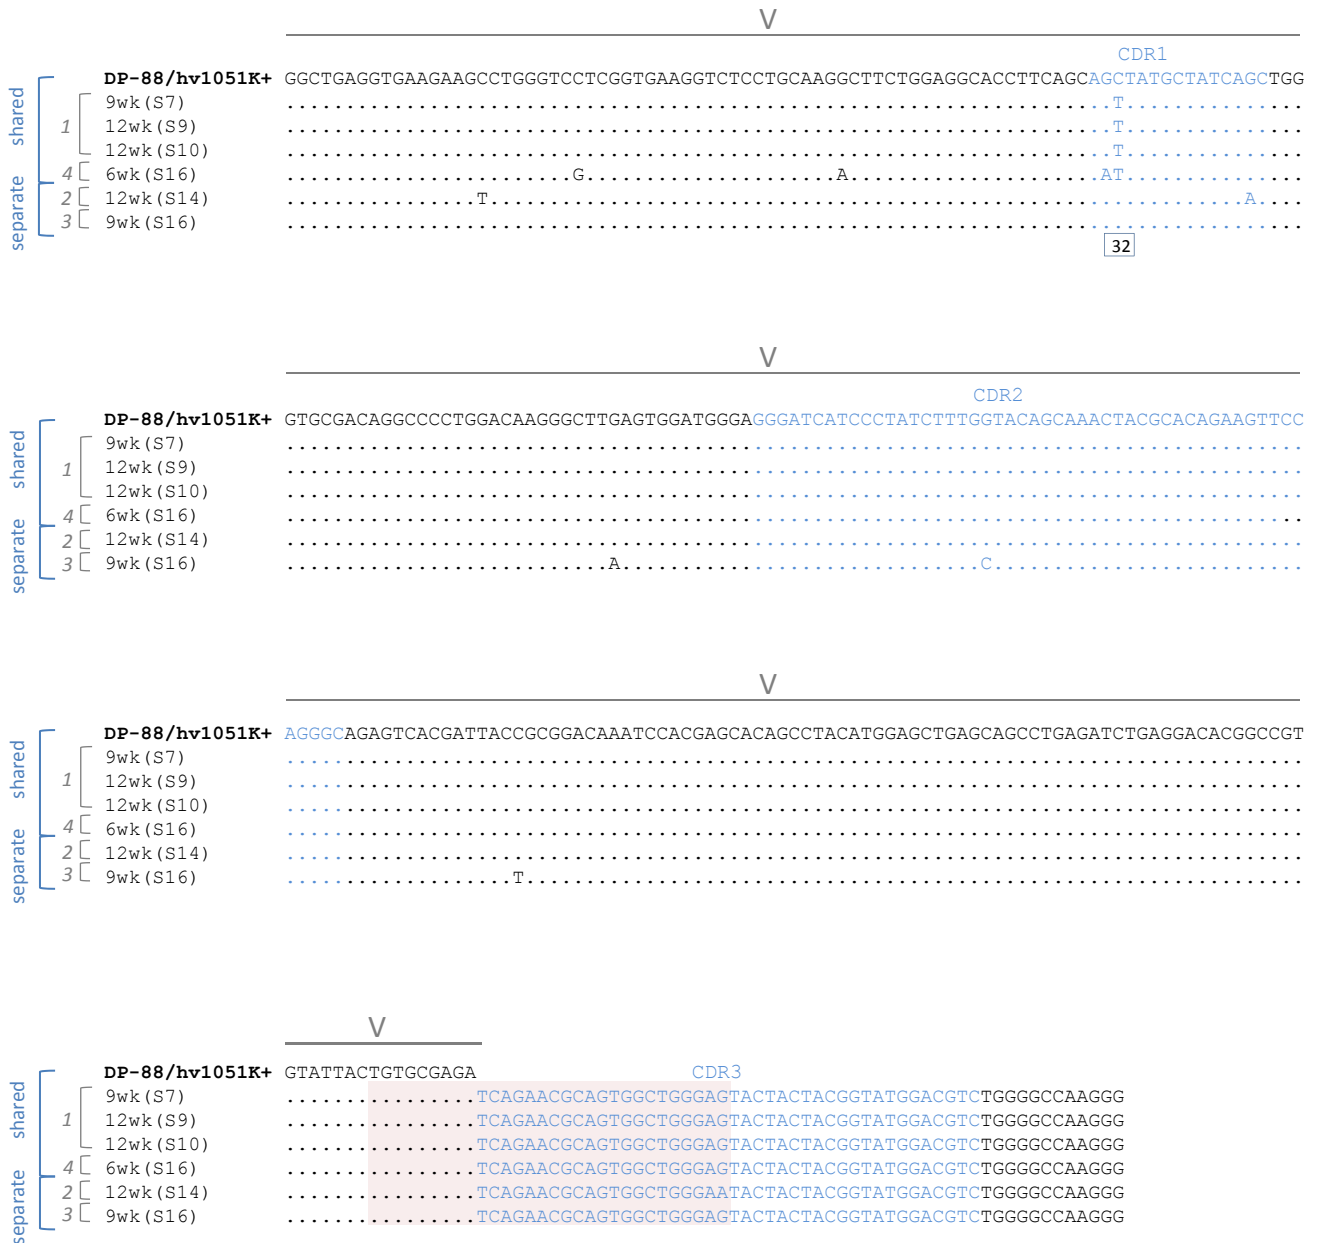 V
CDR1
DP-88/hv1051K+ GGCTGAGGTGAAGAAGCCTGGGTCCTCGGTGAAGGTCTCCTGCAAGGCTTCTGGAGGCACCTTCAGCAGCTATGCTATCAGCTGG
shared
separate
1
9wk(S7) .....................................................................T...............
12wk(S9) .....................................................................T...............
12wk(S10) .....................................................................T...............
4 6wk(S16) ........................G.....................A.....................AT...............
2 12wk(S14) ................T...............................................................A....
3 9wk(S16) .....................................................................................
32
V
CDR2
DP-88/hv1051K+ GTGCGACAGGCCCCTGGACAAGGGCTTGAGTGGATGGGAGGGATCATCCCTATCTTTGGTACAGCAAACTACGCACAGAAGTTCC
shared
separate
1
9wk(S7) .....................................................................................
12wk(S9) .....................................................................................
12wk(S10) .....................................................................................
4 6wk(S16) .....................................................................................
2 12wk(S14) .....................................................................................
3 9wk(S16) ...........................A..............................C..........................
V
DP-88/hv1051K+ AGGGCAGAGTCACGATTACCGCGGACAAATCCACGAGCACAGCCTACATGGAGCTGAGCAGCCTGAGATCTGAGGACACGGCCGT
shared
separate
1
9wk(S7) .....................................................................................
12wk(S9) .....................................................................................
12wk(S10) .....................................................................................
4 6wk(S16) .....................................................................................
2 12wk(S14) .....................................................................................
3 9wk(S16) ...................T.................................................................
V
DP-88/hv1051K+ GTATTACTGTGCGAGA CDR3
shared
separate
1
9wk(S7) ................TCAGAACGCAGTGGCTGGGAGTACTACTACGGTATGGACGTCTGGGGCCAAGGG
12wk(S9) ................TCAGAACGCAGTGGCTGGGAGTACTACTACGGTATGGACGTCTGGGGCCAAGGG
12wk(S10) ................TCAGAACGCAGTGGCTGGGAGTACTACTACGGTATGGACGTCTGGGGCCAAGGG
4 6wk(S16) ................TCAGAACGCAGTGGCTGGGAGTACTACTACGGTATGGACGTCTGGGGCCAAGGG
2 12wk(S14) ................TCAGAACGCAGTGGCTGGGAATACTACTACGGTATGGACGTCTGGGGCCAAGGG
3 9wk(S16) ................TCAGAACGCAGTGGCTGGGAGTACTACTACGGTATGGACGTCTGGGGCCAAGGG